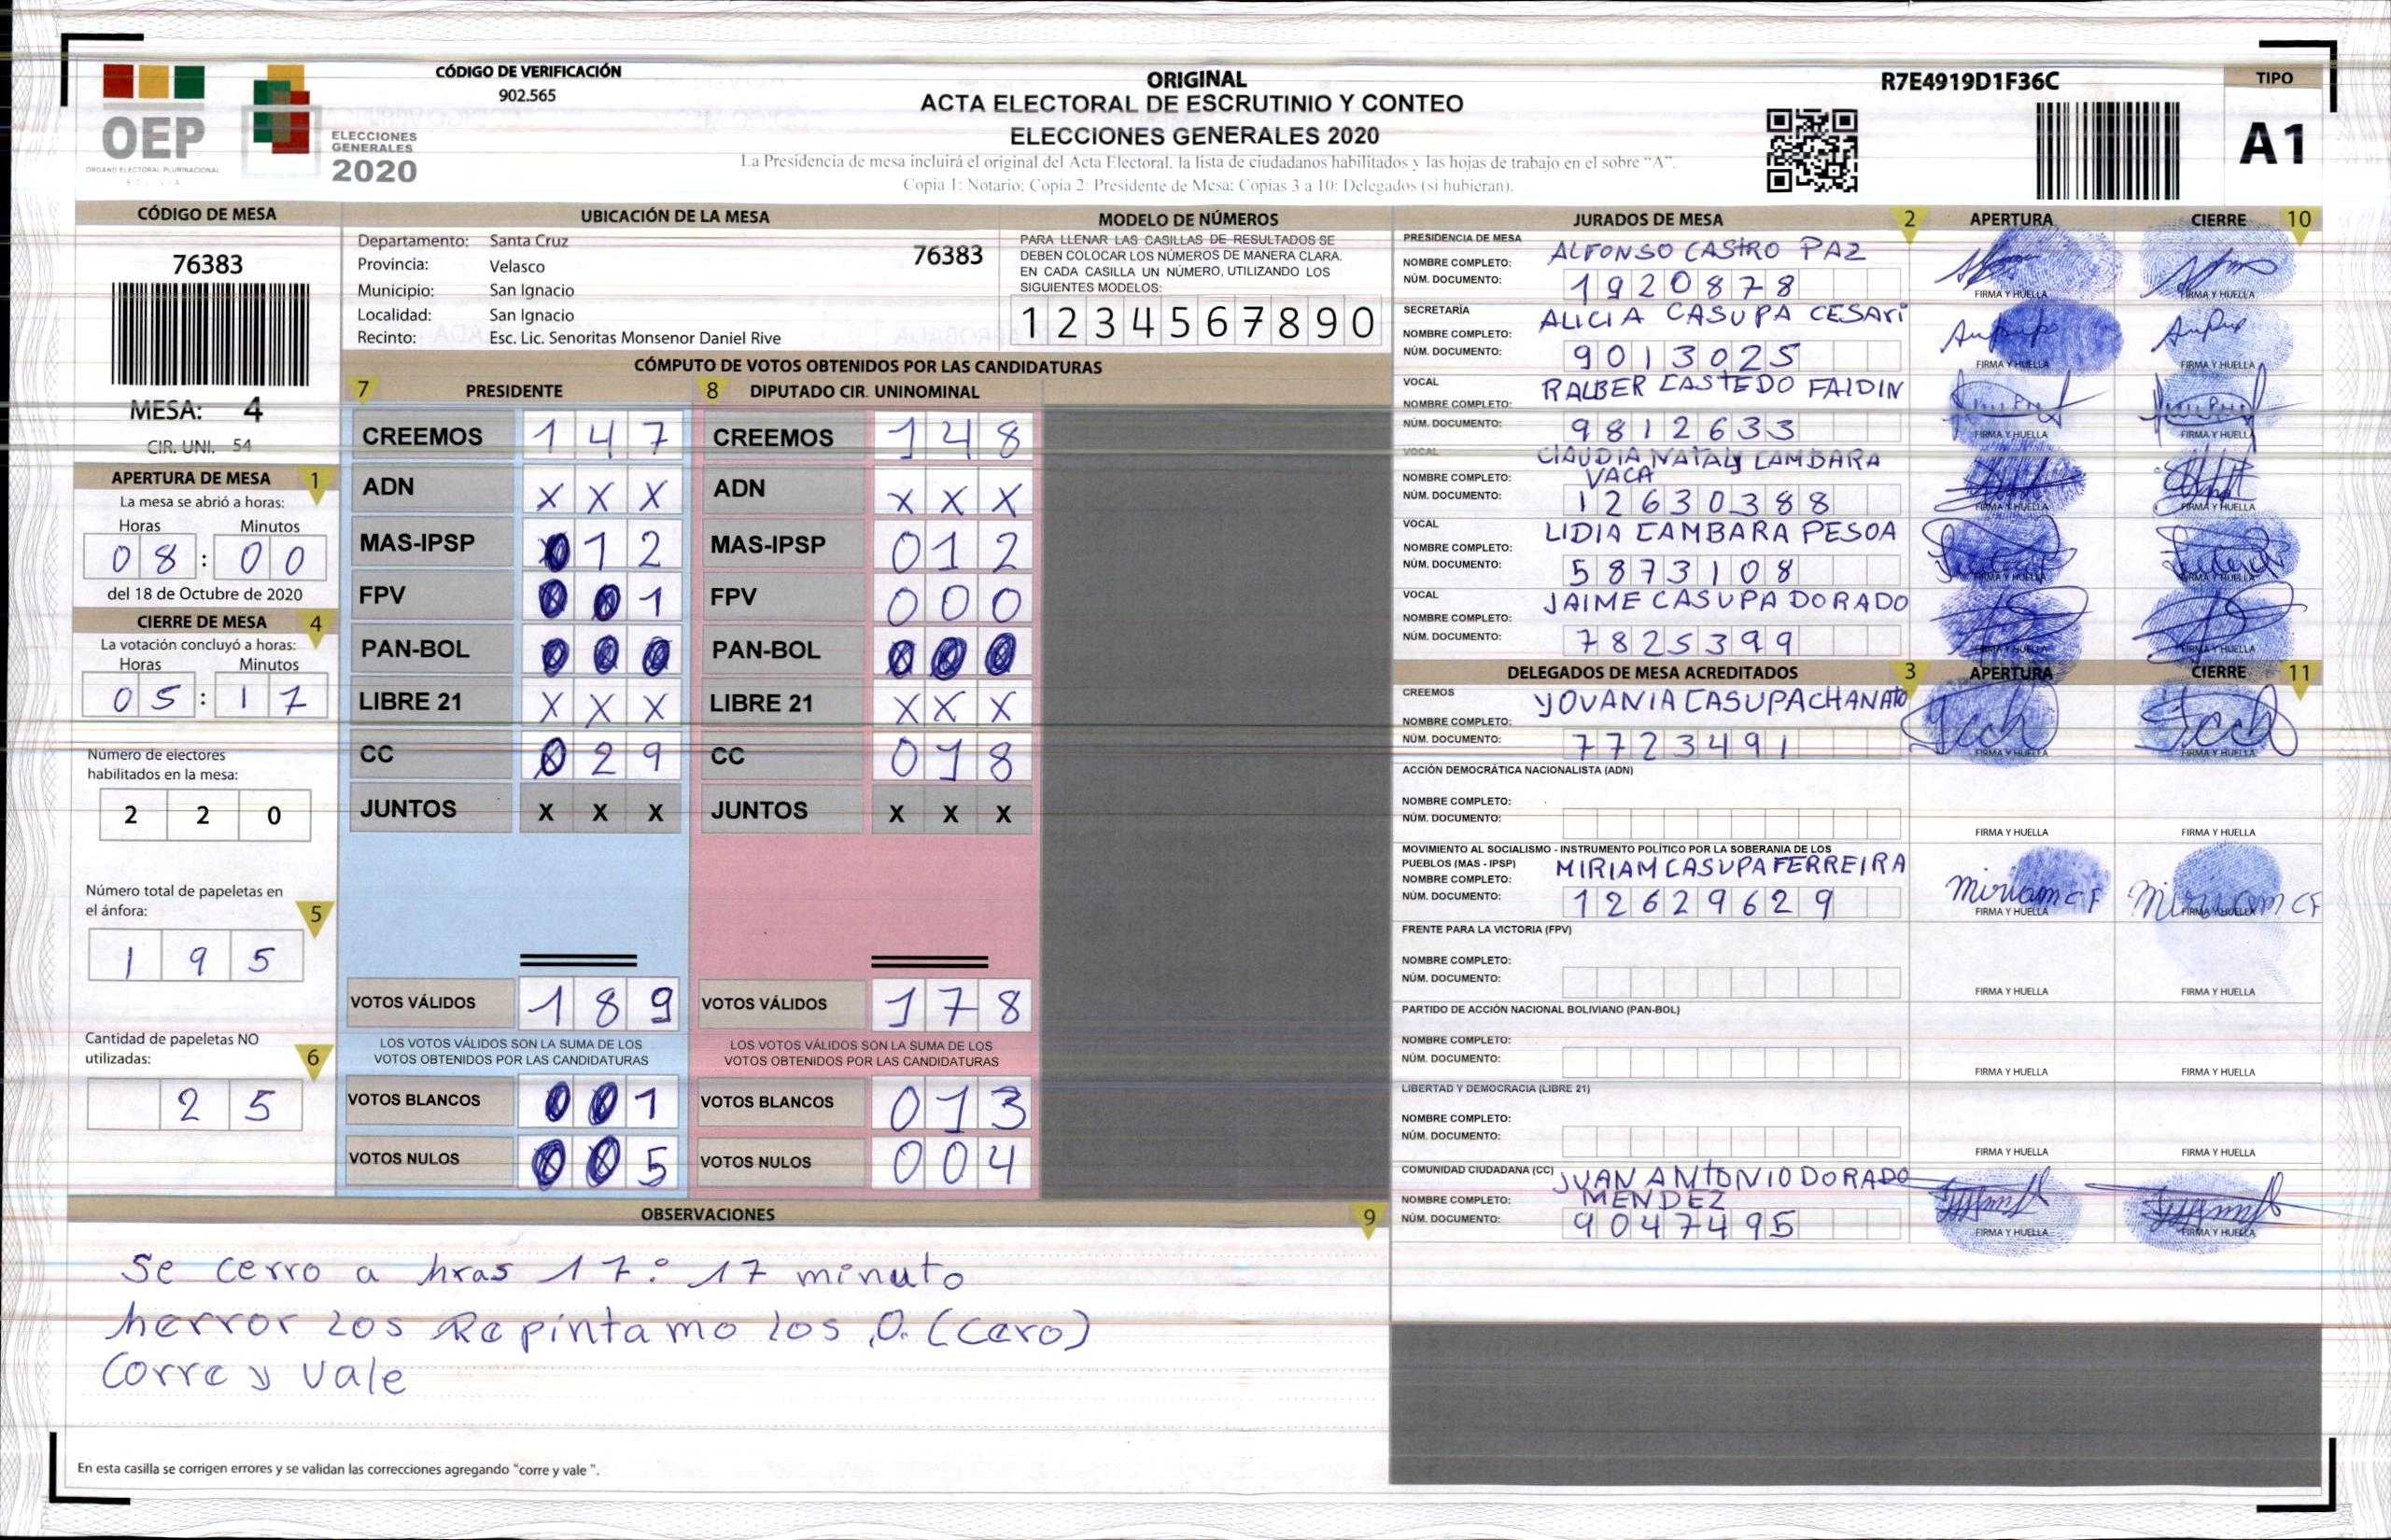 OEP
ÓRGANO ELECTORAL PLURINACIONAL
BOLIVIA
ELECCIONES
GENERALES
2020
CÓDIGO DE VERIFICACIÓN
902.565
ORIGINAL
ACTA ELECTORAL DE ESCRUTINIO Y CONTEO
ELECCIONES GENERALES 2020
La Presidencia de mesa incluirá el original del Acta Electoral, la lista de ciudadanos habilitados y las hojas de trabajo en el sobre “A”.
Copia 1: Notario; Copia 2: Presidente de Mesa; Copias 3 a 10: Delegados (si hubieran).
R7E4919D1F36C
TIPO
A1
CÓDIGO DE MESA
76383
MESA: 4
CIR. UNI. 54
APERTURA DE MESA 1
La mesa se abrió a horas:
Horas Minutos
08 : 00
del 18 de Octubre de 2020
CIERRE DE MESA 4
La votación concluyó a horas:
Horas Minutos
05 : 17
Número de electores
habilitados en la mesa:
2 2 0
Número total de papeletas en
el ánfora:
5
1 9 5
Cantidad de papeletas NO
utilizadas:
6
2 5
UBICACIÓN DE LA MESA
Departamento: Santa Cruz
76383
Provincia: Velasco
Municipio: San Ignacio
Localidad: San Ignacio
Recinto: Esc. Lic. Senoritas Monsenor Daniel Rive
MODELO DE NÚMEROS
PARA LLENAR LAS CASILLAS DE RESULTADOS SE
DEBEN COLOCAR LOS NÚMEROS DE MANERA CLARA.
EN CADA CASILLA UN NÚMERO, UTILIZANDO LOS
SIGUIENTES MODELOS:
1 2 3 4 5 6 7 8 9 0
CÓMPUTO DE VOTOS OBTENIDOS POR LAS CANDIDATURAS
7 PRESIDENTE 8 DIPUTADO CIR. UNINOMINAL
CREEMOS 1 4 7 CREEMOS 1 4 8
ADN X X X ADN X X X
MAS-IPSP 0 1 2 MAS-IPSP 0 1 2
FPV 0 0 1 FPV 0 0 0
PAN-BOL 0 0 0 PAN-BOL 0 0 0
LIBRE 21 X X X LIBRE 21 X X X
CC 0 2 9 CC 0 1 8
JUNTOS X X X JUNTOS X X X
VOTOS VÁLIDOS 1 8 9 VOTOS VÁLIDOS 1 7 8
LOS VOTOS VÁLIDOS SON LA SUMA DE LOS
VOTOS OBTENIDOS POR LAS CANDIDATURAS
LOS VOTOS VÁLIDOS SON LA SUMA DE LOS
VOTOS OBTENIDOS POR LAS CANDIDATURAS
VOTOS BLANCOS 0 0 1 VOTOS BLANCOS 0 1 3
VOTOS NULOS 0 0 5 VOTOS NULOS 0 0 4
JURADOS DE MESA 2 APERTURA CIERRE 10
PRESIDENCIA DE MESA
NOMBRE COMPLETO: ALFONSO CASTRO PAZ
NÚM. DOCUMENTO: 1920878
FIRMA Y HUELLA FIRMA Y HUELLA
SECRETARÍA
NOMBRE COMPLETO: ALICIA CASUPA CESARI
NÚM. DOCUMENTO: 9013025
FIRMA Y HUELLA FIRMA Y HUELLA
VOCAL
NOMBRE COMPLETO: RALBER CASTEDO FAIDIN
NÚM. DOCUMENTO: 9812633
FIRMA Y HUELLA FIRMA Y HUELLA
VOCAL
NOMBRE COMPLETO: CLAUDIA NATALY LAMBARA
VACA
NÚM. DOCUMENTO: 12630388
FIRMA Y HUELLA FIRMA Y HUELLA
VOCAL
NOMBRE COMPLETO: LIDIA CAMBARA PESOA
NÚM. DOCUMENTO: 5873108
FIRMA Y HUELLA FIRMA Y HUELLA
VOCAL
NOMBRE COMPLETO: JAIME CASUPA DORADO
NÚM. DOCUMENTO: 7825399
FIRMA Y HUELLA FIRMA Y HUELLA
DELEGADOS DE MESA ACREDITADOS 3 APERTURA CIERRE 11
CREEMOS
NOMBRE COMPLETO: YOVANIA CASUPA CHANATO
NÚM. DOCUMENTO: 7723491
FIRMA Y HUELLA FIRMA Y HUELLA
ACCIÓN DEMOCRÁTICA NACIONALISTA (ADN)
NOMBRE COMPLETO:
NÚM. DOCUMENTO:
FIRMA Y HUELLA FIRMA Y HUELLA
MOVIMIENTO AL SOCIALISMO - INSTRUMENTO POLÍTICO POR LA SOBERANIA DE LOS
PUEBLOS (MAS - IPSP)
NOMBRE COMPLETO: MIRIAM CASUPA FERREIRA
NÚM. DOCUMENTO: 12629629
Miriam C F Miriam C F
FIRMA Y HUELLA FIRMA Y HUELLA
FRENTE PARA LA VICTORIA (FPV)
NOMBRE COMPLETO:
NÚM. DOCUMENTO:
FIRMA Y HUELLA FIRMA Y HUELLA
PARTIDO DE ACCIÓN NACIONAL BOLIVIANO (PAN-BOL)
NOMBRE COMPLETO:
NÚM. DOCUMENTO:
FIRMA Y HUELLA FIRMA Y HUELLA
LIBERTAD Y DEMOCRACIA (LIBRE 21)
NOMBRE COMPLETO:
NÚM. DOCUMENTO:
FIRMA Y HUELLA FIRMA Y HUELLA
COMUNIDAD CIUDADANA (CC)
NOMBRE COMPLETO: JUAN ANTONIO DORADO
MENDEZ
NÚM. DOCUMENTO: 9047495
FIRMA Y HUELLA FIRMA Y HUELLA
OBSERVACIONES 9
Se cerro a hras 17:17 minuto
herror los Repintamo los 0. (cero)
Corre y Vale
En esta casilla se corrigen errores y se validan las correcciones agregando "corre y vale ".